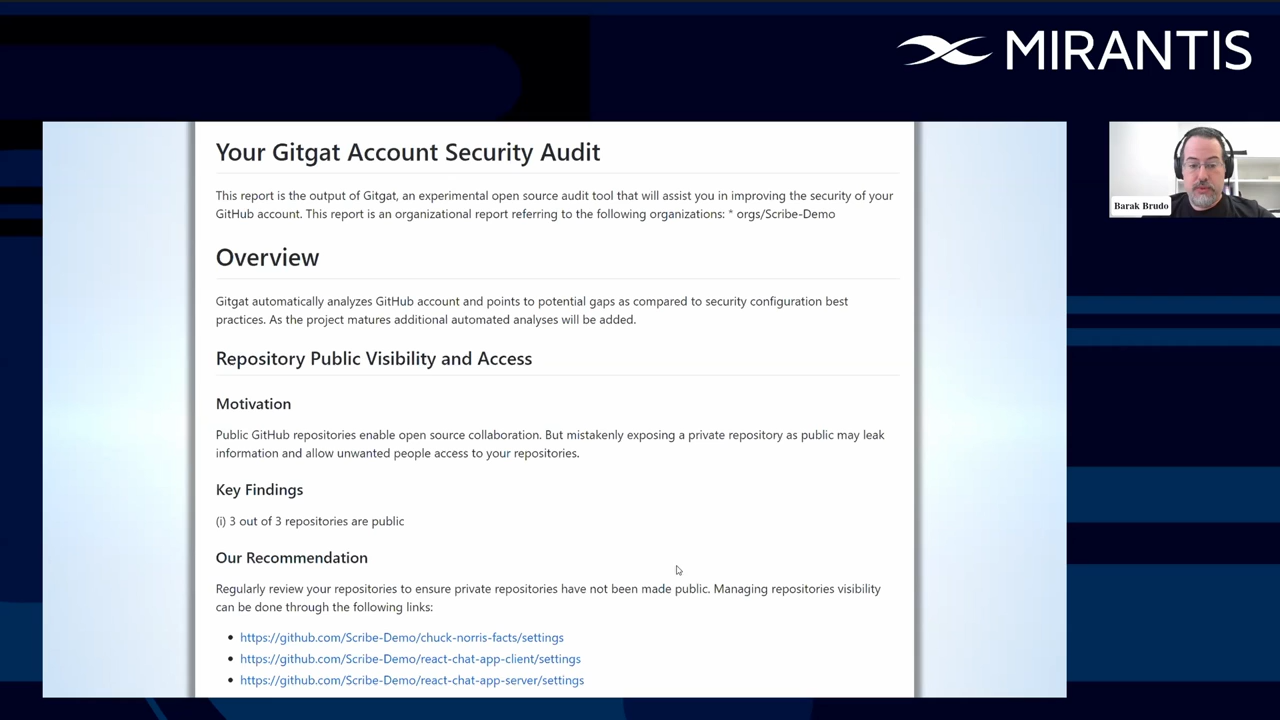 MIRANTIS
Your Gitgat Account Security Audit
This report is the output of Gitgat, an experimental open source audit tool that will assist you in improving the security of your
GitHub account. This report is an organizational report referring to the following organizations: * orgs/Scribe-Demo
Overview
Gitgat automatically analyzes GitHub account and points to potential gaps as compared to security configuration best
practices. As the project matures additional automated analyses will be added.
Repository Public Visibility and Access
Motivation
Public GitHub repositories enable open source collaboration. But mistakenly exposing a private repository as public may leak
information and allow unwanted people access to your repositories.
Key Findings
(i) 3 out of 3 repositories are public
Our Recommendation
Regularly review your repositories to ensure private repositories have not been made public. Managing repositories visibility
can be done through the following links:
• https://github.com/Scribe-Demo/chuck-norris-facts/settings
• https://github.com/Scribe-Demo/react-chat-app-client/settings
• https://github.com/Scribe-Demo/react-chat-app-server/settings
Barak Brudo